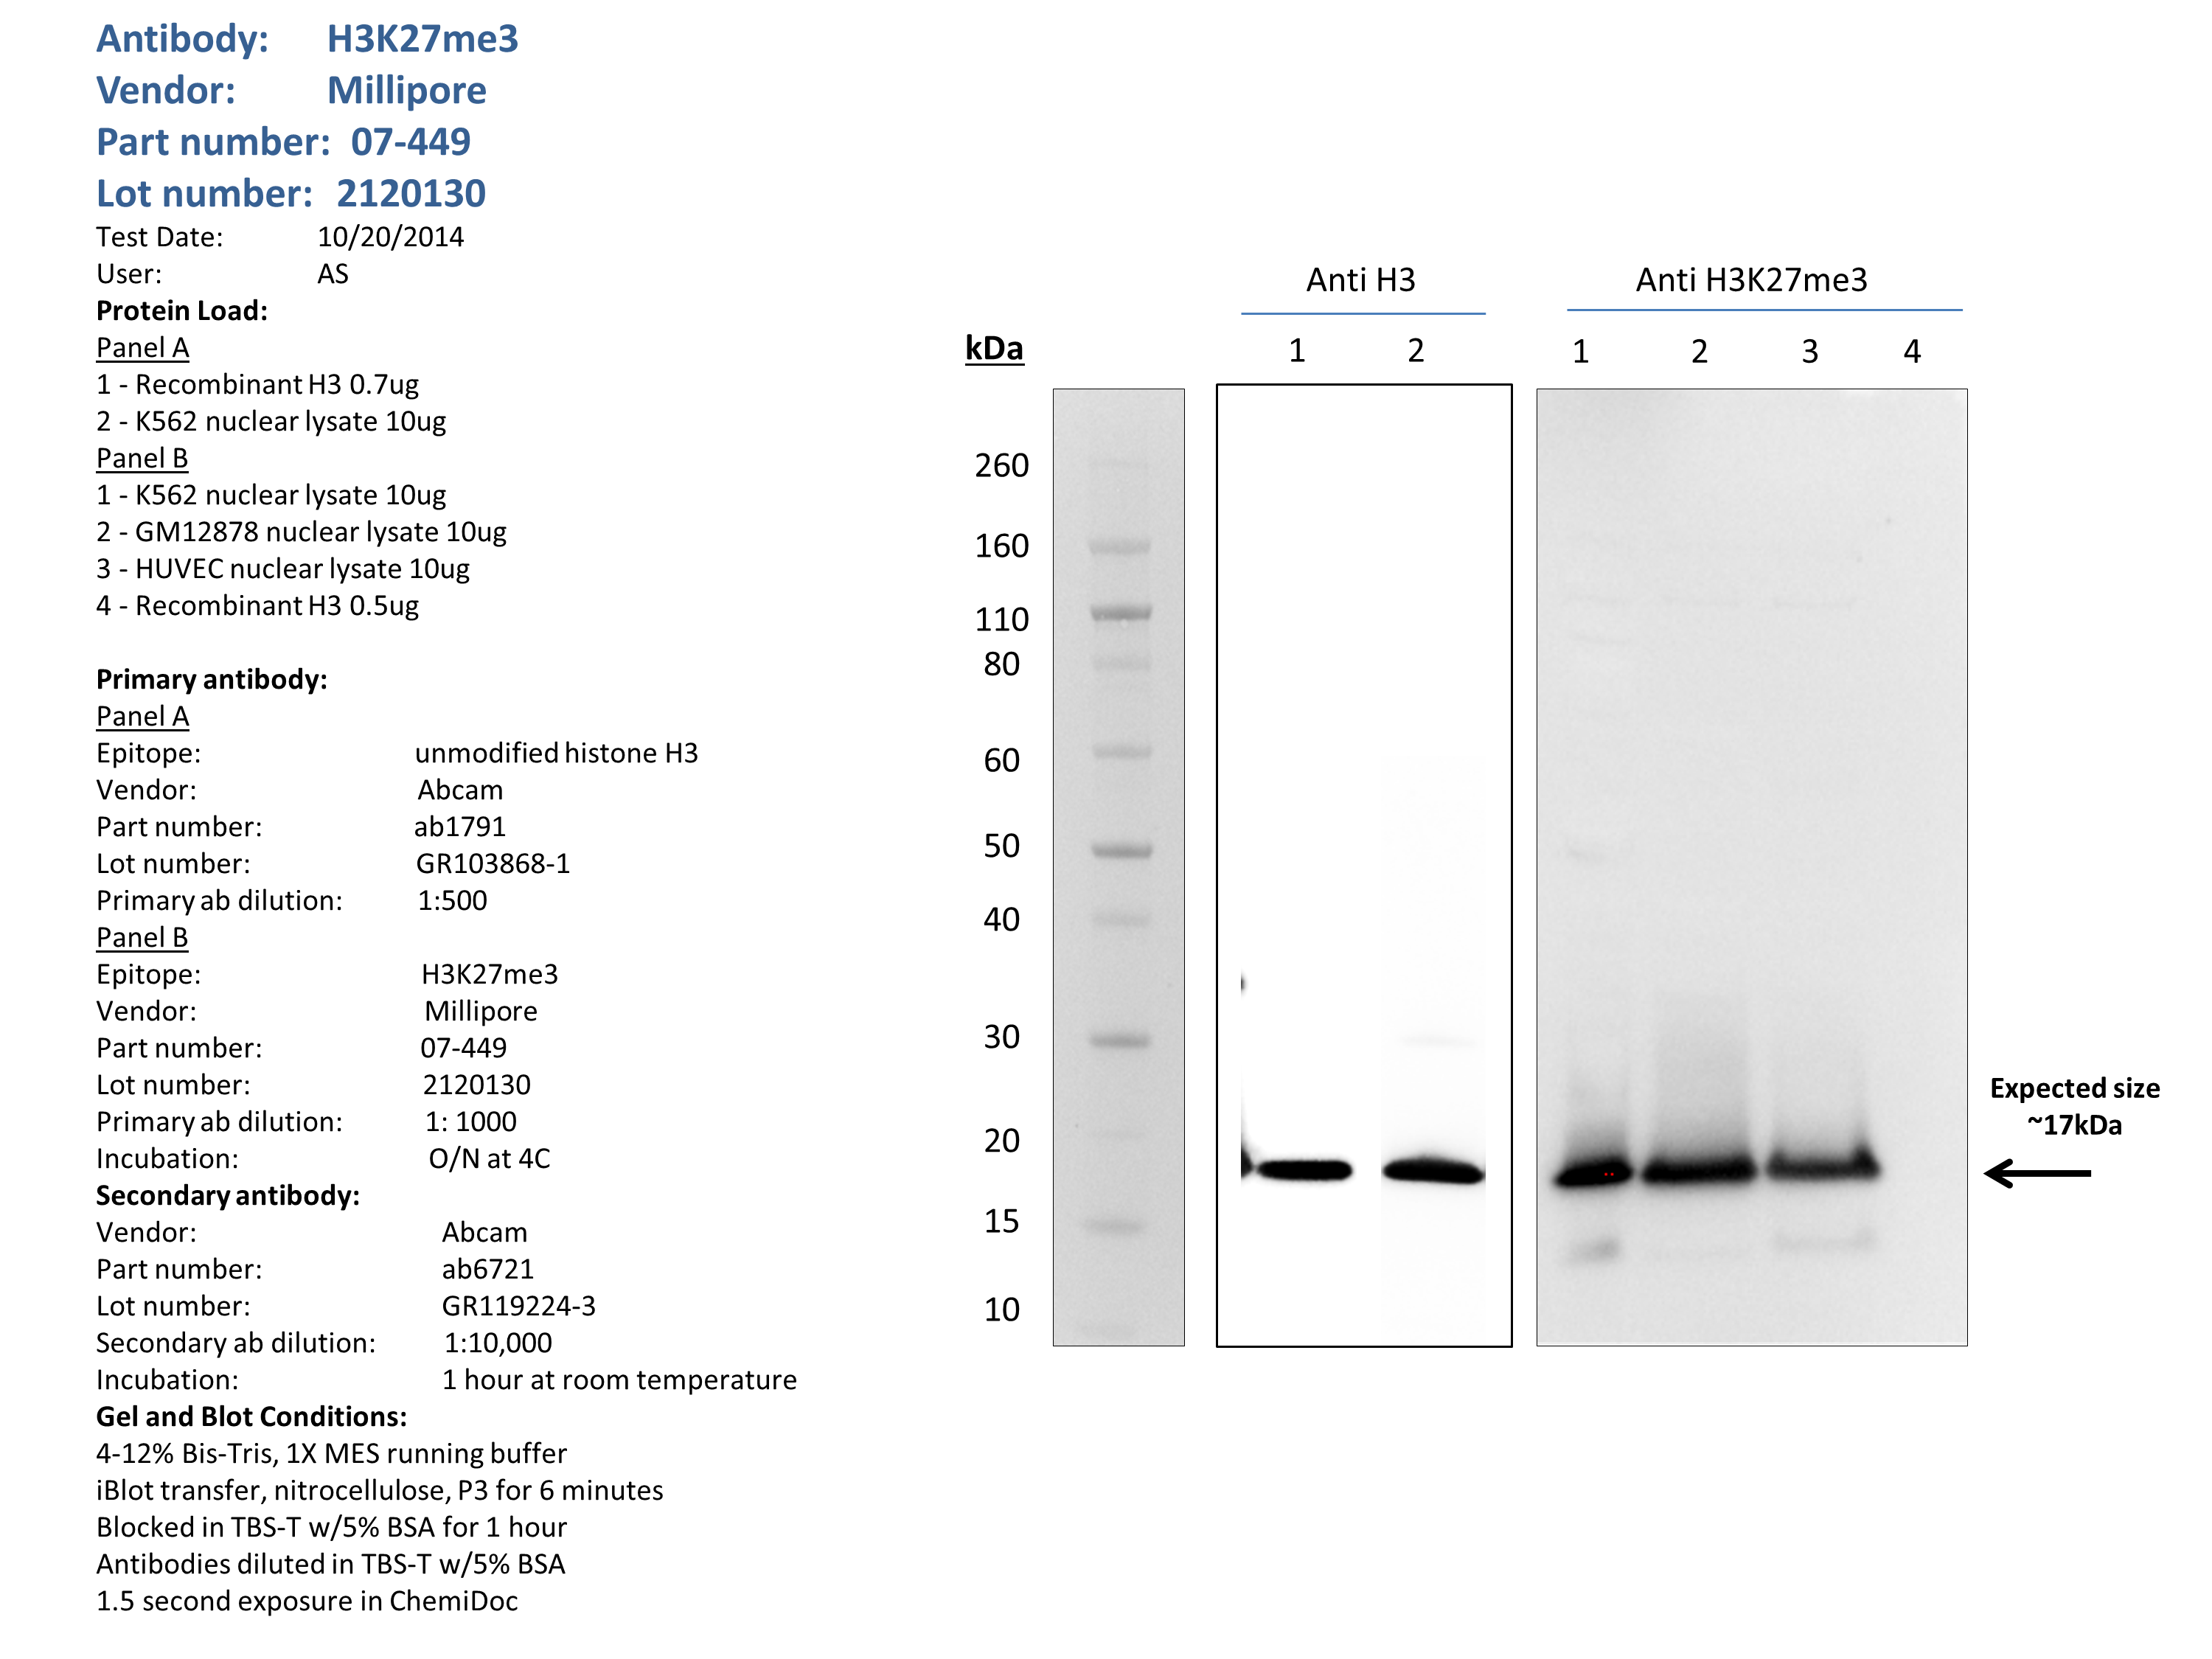 Antibody: H3K27me3
Vendor: Millipore
Part number: 07-449
Lot number: 2120130
Test Date: 10/20/2014
User: AS
Protein Load:
Panel A
1 - Recombinant H3 0.7ug
2 - K562 nuclear lysate 10ug
Panel B
1 - K562 nuclear lysate 10ug
2 - GM12878 nuclear lysate 10ug
3 - HUVEC nuclear lysate 10ug
4 - Recombinant H3 0.5ug
Primary antibody:
Panel A
Epitope: unmodified histone H3
Vendor: Abcam
Part number: ab1791
Lot number: GR103868-1
Primary ab dilution: 1:500
Panel B
Epitope: H3K27me3
Vendor: Millipore
Part number: 07-449
Lot number: 2120130
Primary ab dilution: 1: 1000
Incubation: O/N at 4C
Secondary antibody:
Vendor: Abcam
Part number: ab6721
Lot number: GR119224-3
Secondary ab dilution: 1:10,000
Incubation: 1 hour at room temperature
Gel and Blot Conditions:
4-12% Bis-Tris, 1X MES running buffer
iBlot transfer, nitrocellulose, P3 for 6 minutes
Blocked in TBS-T w/5% BSA for 1 hour
Antibodies diluted in TBS-T w/5% BSA
1.5 second exposure in ChemiDoc
Anti H3 Anti H3K27me3
kDa 1 2 1 2 3 4
260
160
110
80
60
50
40
30
20
15
10
Expected size
~17kDa